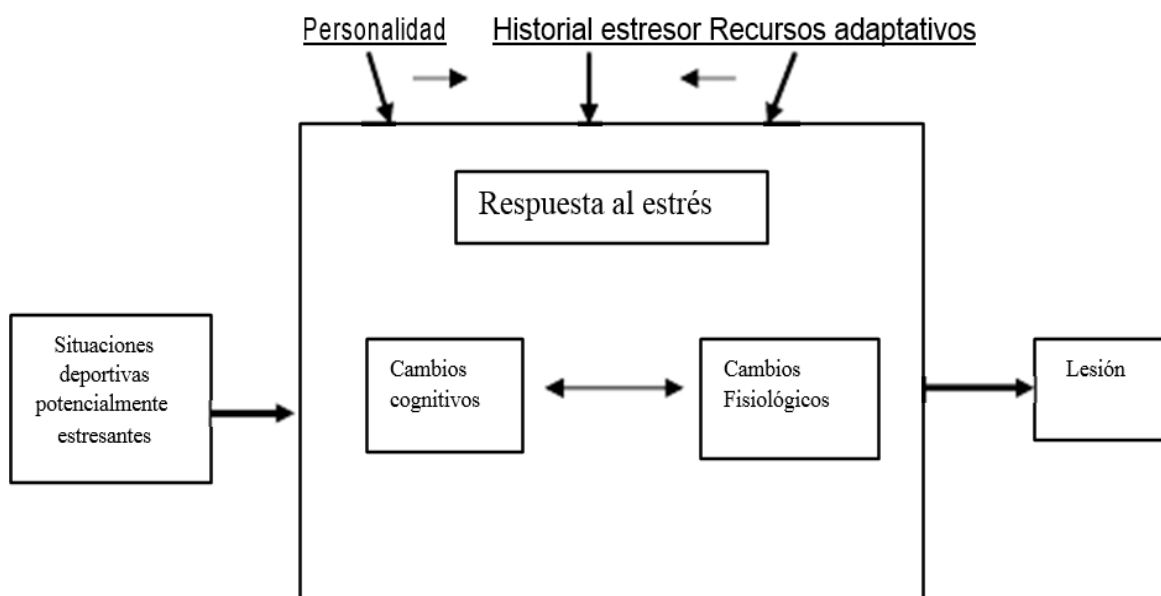 Personalidad
Historial estresor Recursos adaptativos
Respuesta al estrés
Situaciones
deportivas
potencialmente
estresantes
Cambios
cognitivos
Cambios
Fisiológicos
Lesión